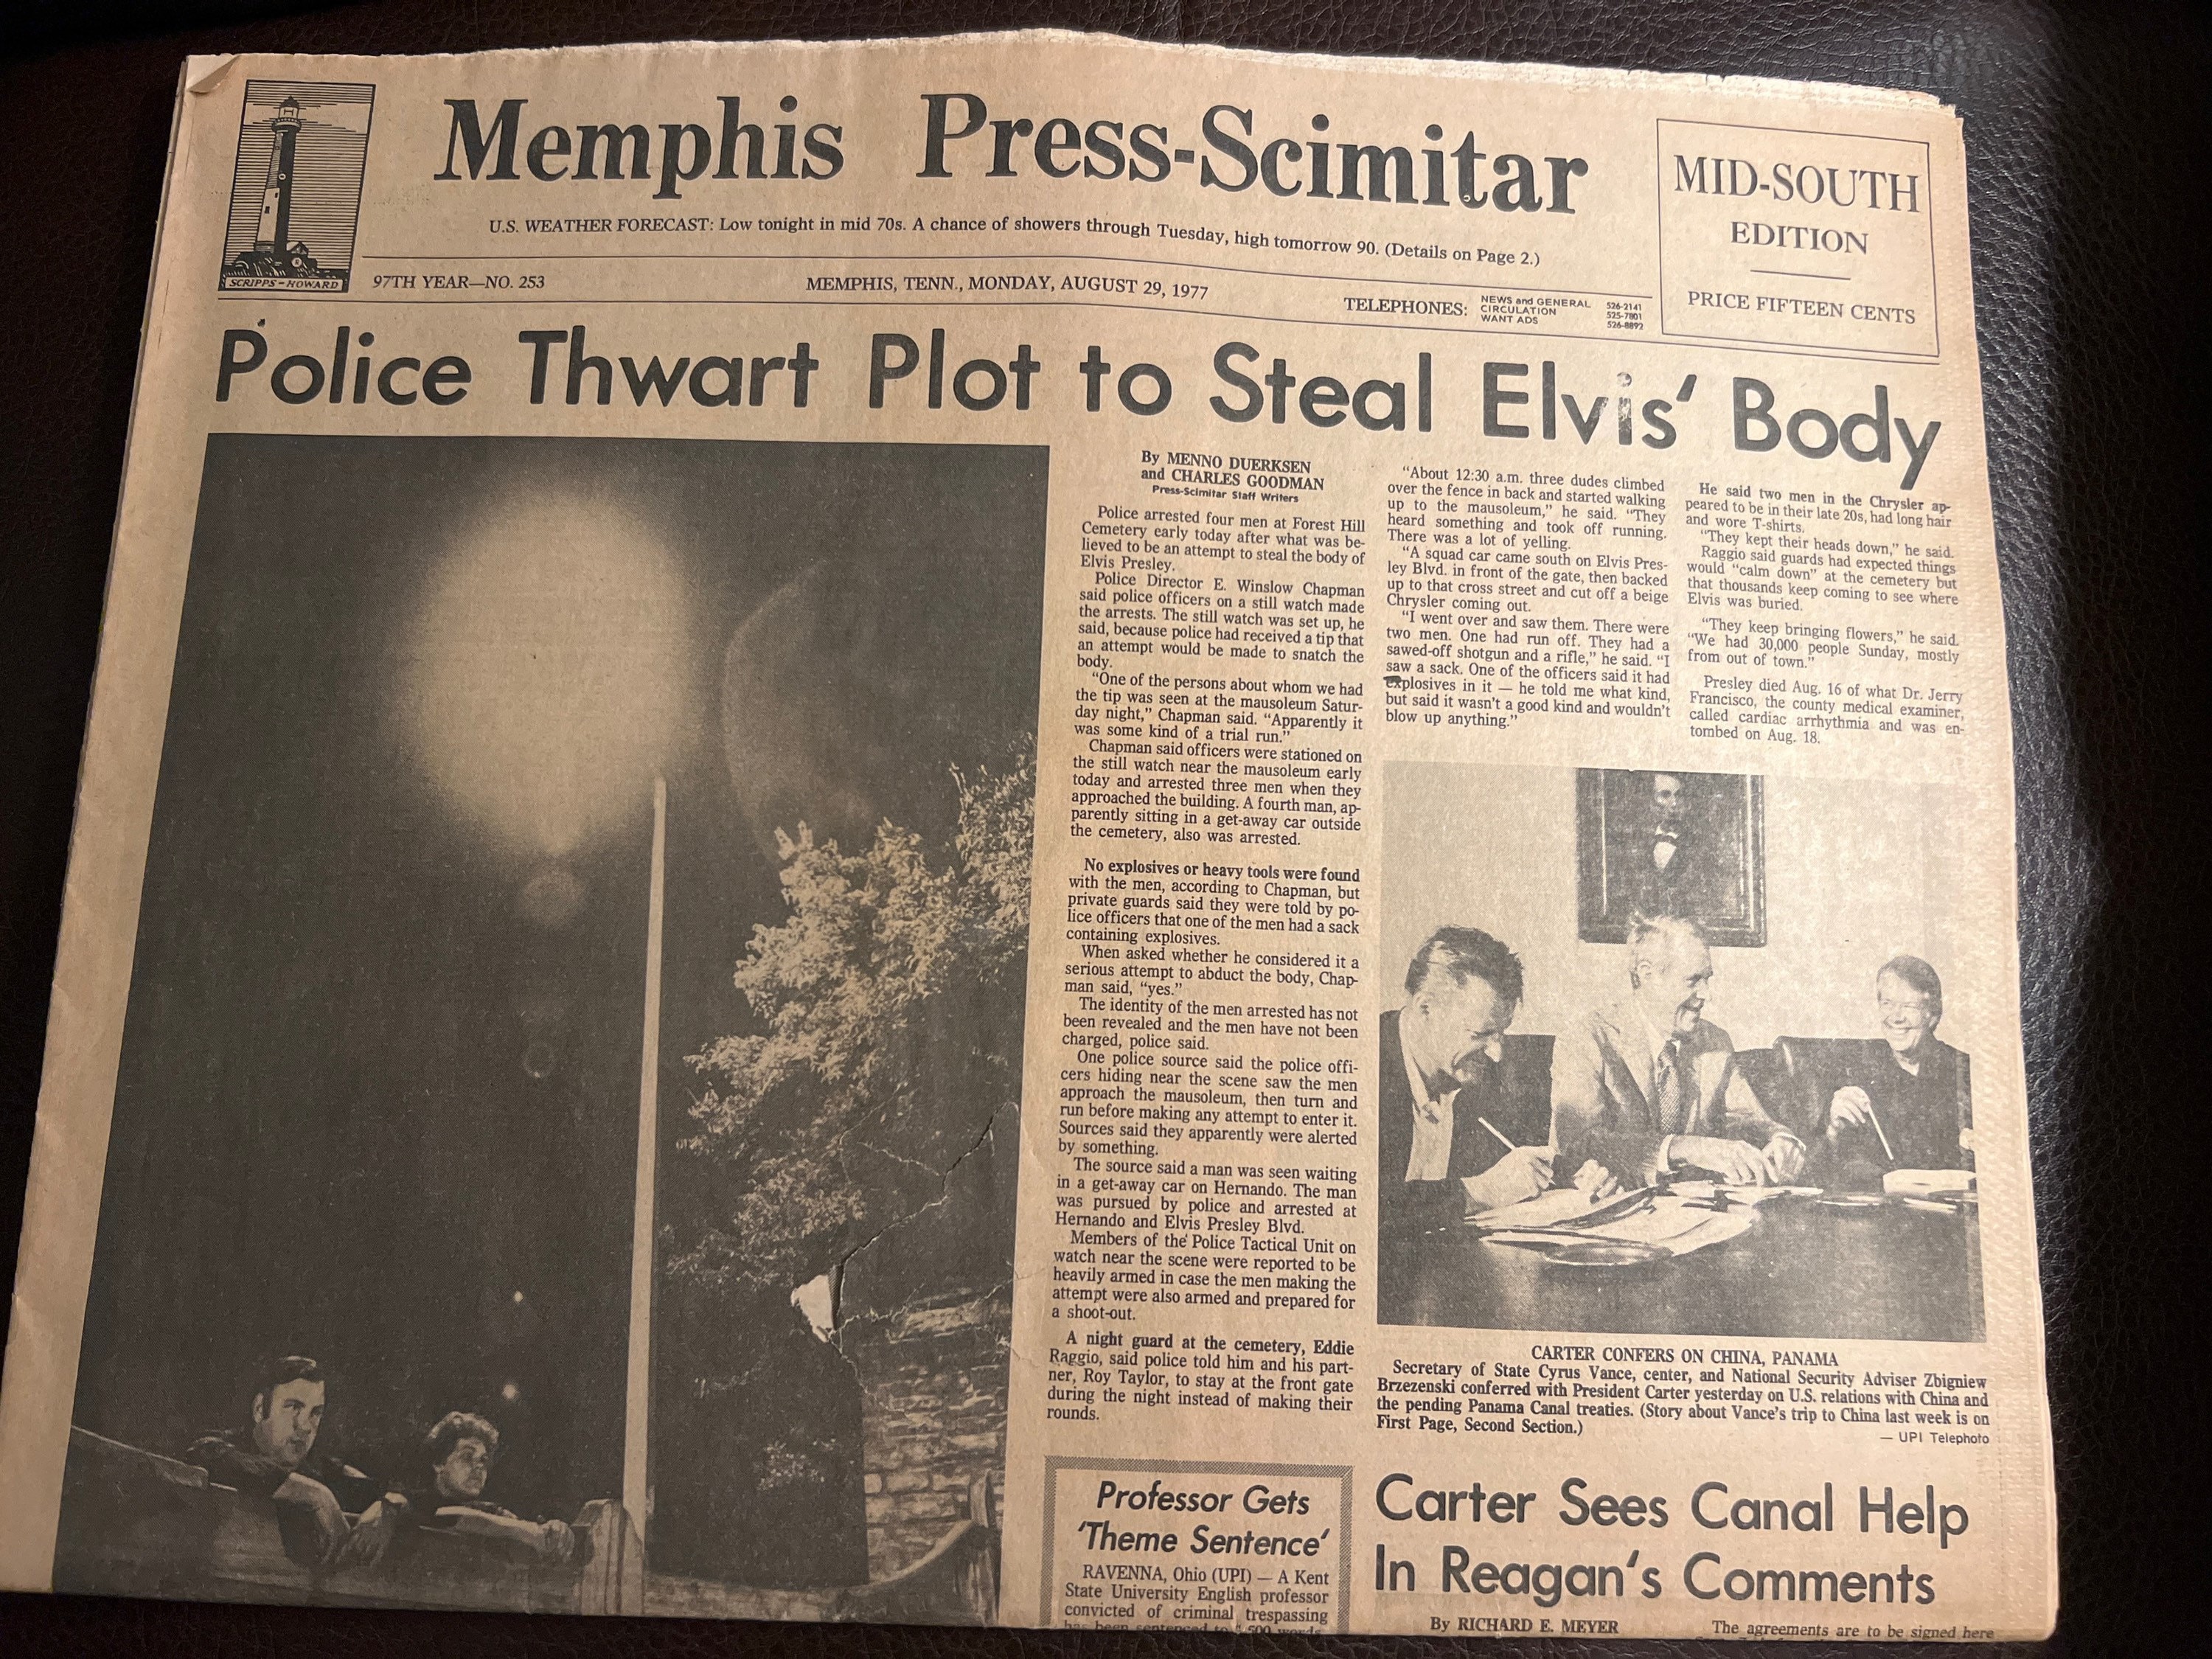 Memphis Press-Scimitar
MID-SOUTH
EDITION
PRICE FIFTEEN CENTS
U.S. WEATHER FORECAST: Low tonight in mid 70s. A chance of showers through Tuesday, high tomorrow 90. (Details on Page 2.)
SCRIPPS-HOWARD
97TH YEAR—NO. 253
MEMPHIS, TENN., MONDAY, AUGUST 29, 1977
TELEPHONES:
NEWS and GENERAL 526-2141
CIRCULATION 525-7801
WANT ADS 526-8892
Police Thwart Plot to Steal Elvis' Body
By MENNO DUERKSEN
and CHARLES GOODMAN
Press-Scimitar Staff Writers
Police arrested four men at Forest Hill
Cemetery early today after what was be-
lieved to be an attempt to steal the body of
Elvis Presley.
Police Director E. Winslow Chapman
said police officers on a still watch made
the arrests. The still watch was set up, he
said, because police had received a tip that
an attempt would be made to snatch the
body.
"One of the persons about whom we had
the tip was seen at the mausoleum Satur-
day night," Chapman said. "Apparently it
was some kind of a trial run."
Chapman said officers were stationed on
the still watch near the mausoleum early
today and arrested three men when they
approached the building. A fourth man, ap-
parently sitting in a get-away car outside
the cemetery, also was arrested.
No explosives or heavy tools were found
with the men, according to Chapman, but
private guards said they were told by po-
lice officers that one of the men had a sack
containing explosives.
When asked whether he considered it a
serious attempt to abduct the body, Chap-
man said, "yes."
The identity of the men arrested has not
been revealed and the men have not been
charged, police said.
One police source said the police offi-
cers hiding near the scene saw the men
approach the mausoleum, then turn and
run before making any attempt to enter it.
Sources said they apparently were alerted
by something.
The source said a man was seen waiting
in a get-away car on Hernando. The man
was pursued by police and arrested at
Hernando and Elvis Presley Blvd.
Members of the Police Tactical Unit on
watch near the scene were reported to be
heavily armed in case the men making the
attempt were also armed and prepared for
a shoot-out.
A night guard at the cemetery, Eddie
Raggio, said police told him and his part-
ner, Roy Taylor, to stay at the front gate
during the night instead of making their
rounds.
"About 12:30 a.m. three dudes climbed
over the fence in back and started walking
up to the mausoleum," he said. "They
heard something and took off running.
There was a lot of yelling.
"A squad car came south on Elvis Pres-
ley Blvd. in front of the gate, then backed
up to that cross street and cut off a beige
Chrysler coming out.
"I went over and saw them. There were
two men. One had run off. They had a
sawed-off shotgun and a rifle," he said. "I
saw a sack. One of the officers said it had
explosives in it — he told me what kind,
but said it wasn't a good kind and wouldn't
blow up anything."
He said two men in the Chrysler ap-
peared to be in their late 20s, had long hair
and wore T-shirts.
"They kept their heads down," he said.
Raggio said guards had expected things
would "calm down" at the cemetery but
that thousands keep coming to see where
Elvis was buried.
"They keep bringing flowers," he said.
"We had 30,000 people Sunday, mostly
from out of town."
Presley died Aug. 16 of what Dr. Jerry
Francisco, the county medical examiner,
called cardiac arrhythmia and was en-
tombed on Aug. 18.
CARTER CONFERS ON CHINA, PANAMA
Secretary of State Cyrus Vance, center, and National Security Adviser Zbigniew
Brzezenski conferred with President Carter yesterday on U.S. relations with China and
the pending Panama Canal treaties. (Story about Vance's trip to China last week is on
First Page, Second Section.)
— UPI Telephoto
Professor Gets
'Theme Sentence'
RAVENNA, Ohio (UPI) — A Kent
State University English professor
convicted of criminal trespassing
has been sentenced to
Carter Sees Canal Help
In Reagan's Comments
By RICHARD E. MEYER
The agreements are to be signed here